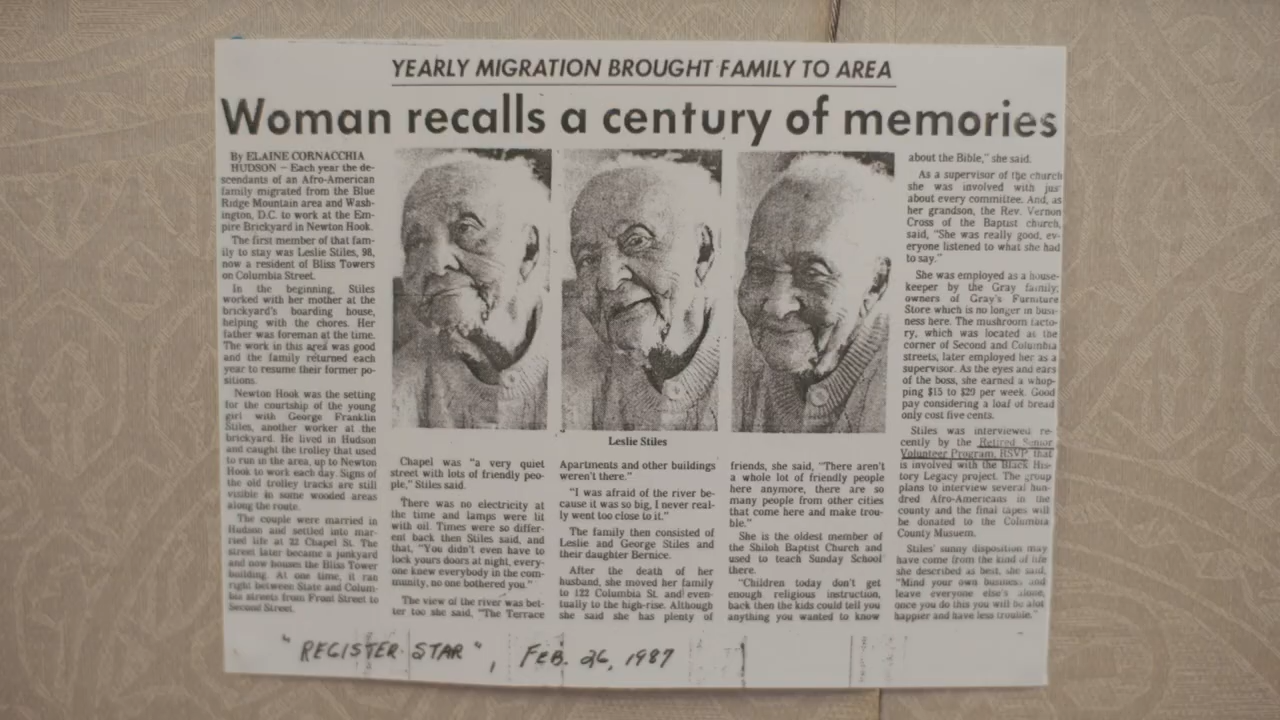 YEARLY MIGRATION BROUGHT FAMILY TO AREA
Woman recalls a century of memories
By ELAINE CORNACCHIA
HUDSON — Each year the de-
scendants of an Afro-American
family migrated from the Blue
Ridge Mountain area and Wash-
ington, D.C. to work at the Em-
pire Brickyard in Newton Hook.
The first member of that fam-
ily to stay was Leslie Stiles, 98,
now a resident of Bliss Towers
on Columbia Street.
In the beginning, Stiles
worked with her mother at the
brickyard's boarding house,
helping with the chores. Her
father was foreman at the time.
The work in this area was good
and the family returned each
year to resume their former po-
sitions.
Newton Hook was the setting
for the courtship of the young
girl with George Franklin
Stiles, another worker at the
brickyard. He lived in Hudson
and caught the trolley that used
to run in the area, up to Newton
Hook to work each day. Signs of
the old trolley tracks are still
visible in some wooded areas
along the route.
The couple were married in
Hudson and settled into mar-
ried life at 22 Chapel St. The
street later became a junkyard
and now houses the Bliss Tower
building. At one time, it ran
right between State and Colum-
bia streets from Front Street to
Second Street.
Leslie Stiles
Chapel was "a very quiet
street with lots of friendly peo-
ple," Stiles said.
There was no electricity at
the time and lamps were lit
with oil. Times were so differ-
ent back then Stiles said, and
that, "You didn't even have to
lock yours doors at night, every-
one knew everybody in the com-
munity, no one bothered you."
The view of the river was bet-
ter too she said, "The Terrace
Apartments and other buildings
weren't there."
"I was afraid of the river be-
cause it was so big, I never real-
ly went too close to it."
The family then consisted of
Leslie and George Stiles and
their daughter Bernice.
After the death of her
husband, she moved her family
to 122 Columbia St. and even-
tually to the high-rise. Although
she said she has plenty of
friends, she said, "There aren't
a whole lot of friendly people
here anymore, there are so
many people from other cities
that come here and make trou-
ble."
She is the oldest member of
the Shiloh Baptist Church and
used to teach Sunday School
there.
"Children today don't get
enough religious instruction,
back then the kids could tell you
anything you wanted to know
about the Bible," she said.
As a supervisor of the church
she was involved with jus
about every committee. And, as
her grandson, the Rev. Vernon
Cross of the Baptist church,
said, "She was really good, ev-
eryone listened to what she had
to say."
She was employed as a house-
keeper by the Gray family,
owners of Gray's Furniture
Store which is no longer in busi-
ness here. The mushroom facto-
ry, which was located at the
corner of Second and Columbia
streets, later employed her as a
supervisor. As the eyes and ears
of the boss, she earned a whop-
ping $15 to $20 per week. Good
pay considering a loaf of bread
only cost five cents.
Stiles was interviewed re-
cently by the Retired Senior
Volunteer Program, RSVP that
is involved with the Black His-
tory Legacy project. The group
plans to interview several hun-
dred Afro-Americans in the
county and the final tapes will
be donated to the Columbia
County Musuem.
Stiles' sunny disposition may
have come from the kind of life
she described as best, she said,
"Mind your own business and
leave everyone else's alone,
once you do this you will be alot
happier and have less trouble."
"REGISTER STAR", FEB. 26, 1987